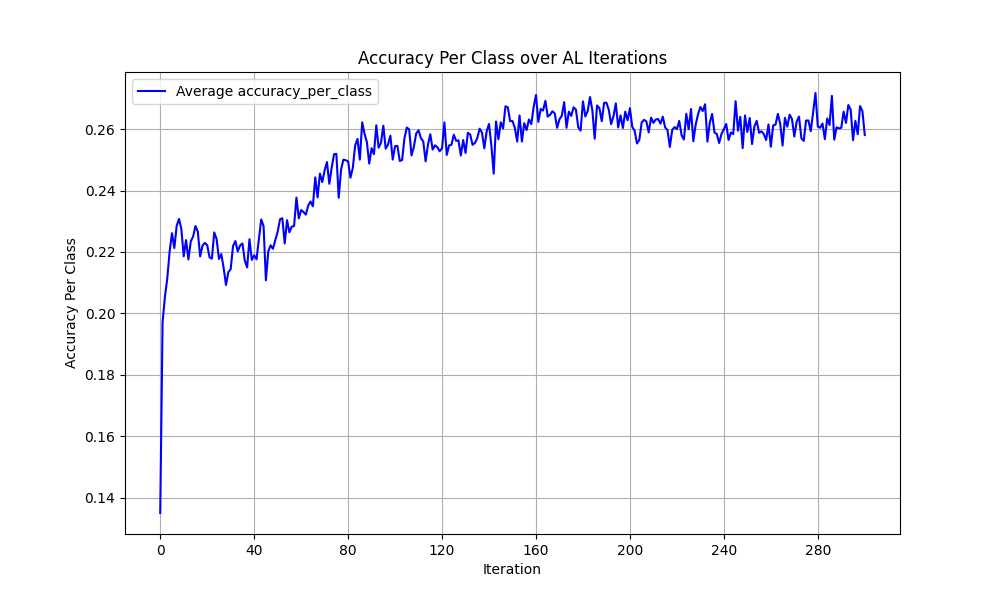 Accuracy Per Class over AL Iterations
Average accuracy_per_class
Accuracy Per Class
0.26
0.24
0.22
0.20
0.18
0.16
0.14
0 40 80 120 160 200 240 280
Iteration